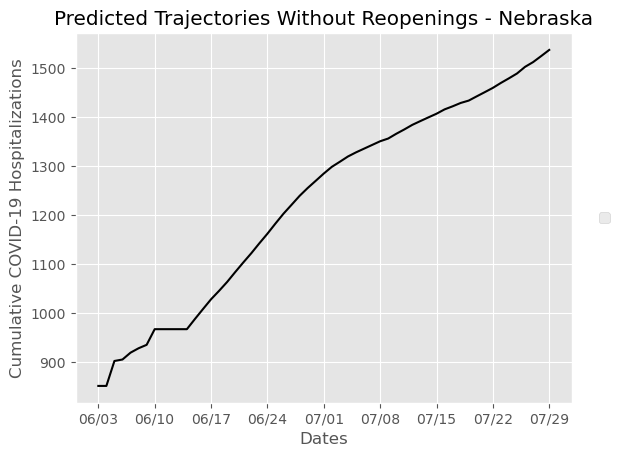 Predicted Trajectories Without Reopenings - Nebraska
Cumulative COVID-19 Hospitalizations
1500
1400
1300
1200
1100
1000
900
06/03 06/10 06/17 06/24 07/01 07/08 07/15 07/22 07/29
Dates